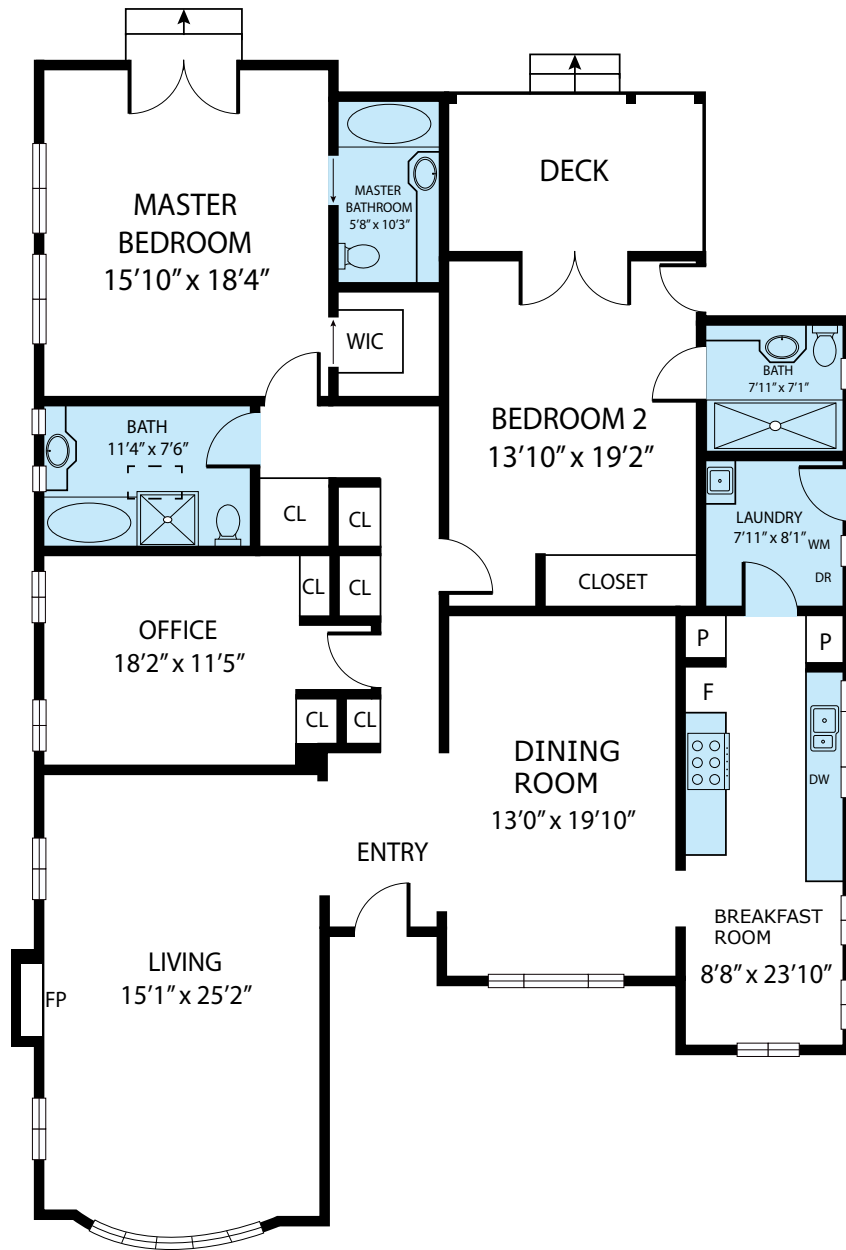 MASTER
BEDROOM
15'10" x 18'4"
MASTER
BATHROOM
5'8" x 10'3"
DECK
WIC
BATH
7'11" x 7'1"
BEDROOM 2
13'10" x 19'2"
BATH
11'4" x 7'6"
CL
CL
LAUNDRY
7'11" x 8'1"
WM
DR
CL
CL
CLOSET
OFFICE
18'2" x 11'5"
P
P
F
CL
CL
DINING
ROOM
13'0" x 19'10"
DW
ENTRY
BREAKFAST
ROOM
8'8" x 23'10"
LIVING
15'1" x 25'2"
FP